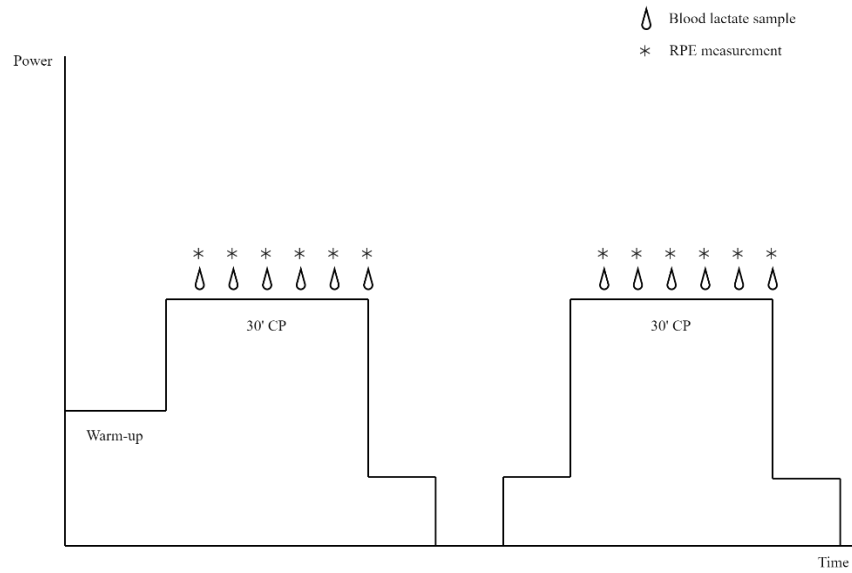 Blood lactate sample
RPE measurement
Power
30' CP
30' CP
Warm-up
Time